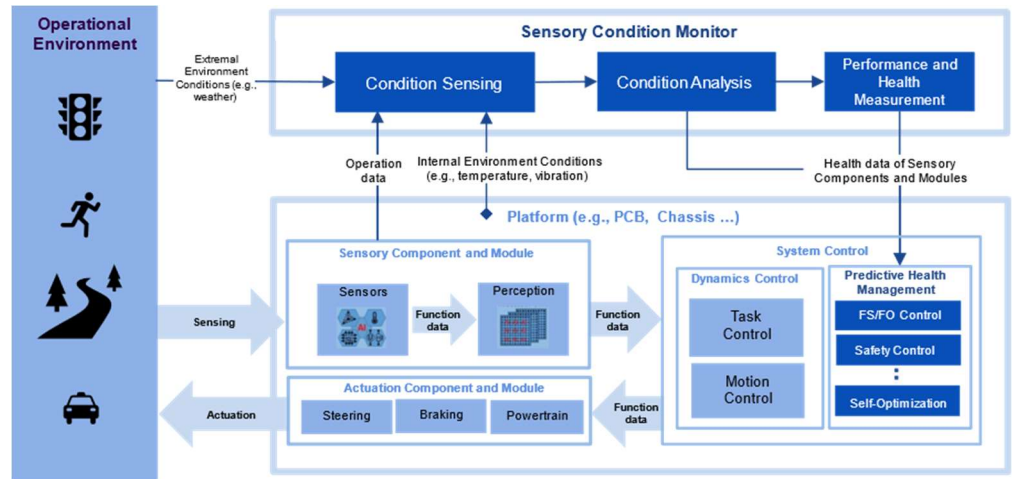 Operational
Environment
Sensory Condition Monitor
Extremal
Environment
Conditions (e.g.,
weather)
Condition Sensing
Condition Analysis
Performance and
Health
Measurement
Operation
data
Internal Environment Conditions
(e.g., temperature, vibration)
Health data of Sensory
Components and Modules
Platform (e.g., PCB, Chassis ...)
Sensory Component and Module
Sensors
AI
Function
data
Perception
Sensing
Function
data
System Control
Dynamics Control
Task
Control
Motion
Control
Predictive Health
Management
FS/FO Control
Safety Control
Self-Optimization
Actuation Component and Module
Steering
Braking
Powertrain
Actuation
Function
data